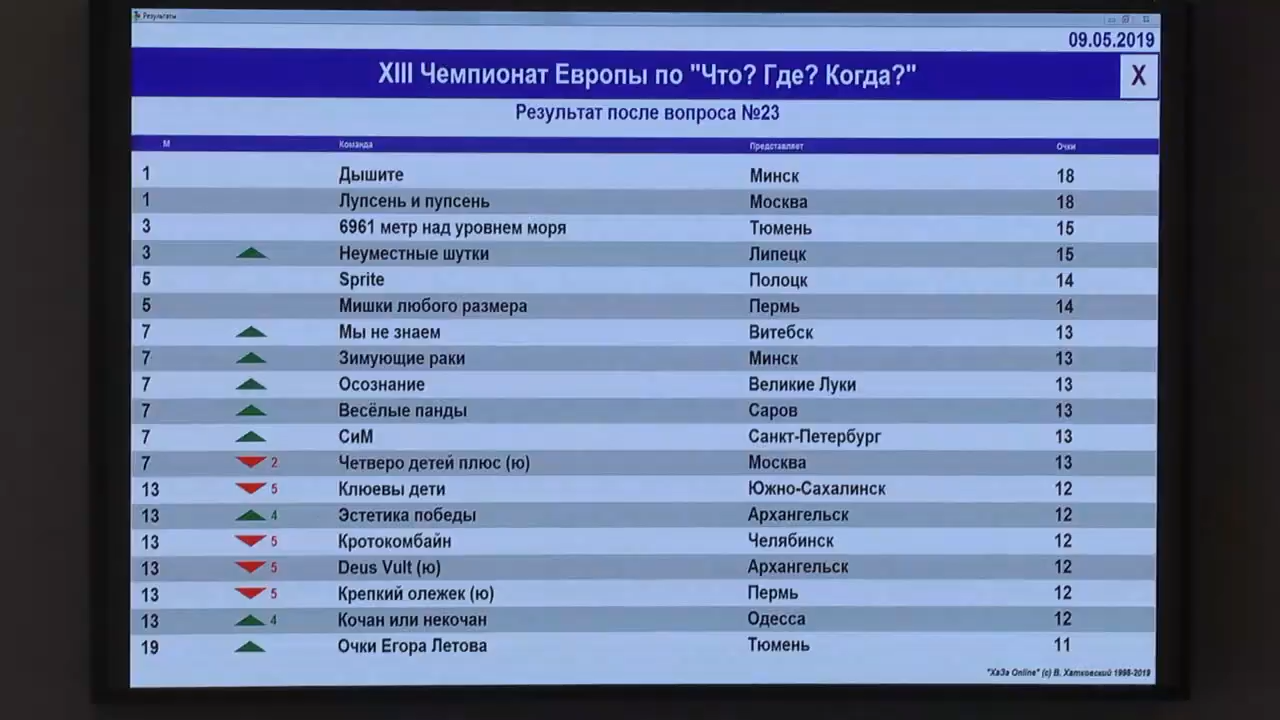 Результаты
09.05.2019
XIII Чемпионат Европы по "Что? Где? Когда?" X
Результат после вопроса №23
М Команда Представляет Очки
1 Дышите Минск 18
1 Лупсень и пупсень Москва 18
3 6961 метр над уровнем моря Тюмень 15
3 Неуместные шутки Липецк 15
5 Sprite Полоцк 14
5 Мишки любого размера Пермь 14
7 Мы не знаем Витебск 13
7 Зимующие раки Минск 13
7 Осознание Великие Луки 13
7 Весёлые панды Саров 13
7 СиМ Санкт-Петербург 13
7 2 Четверо детей плюс (ю) Москва 13
13 5 Клюевы дети Южно-Сахалинск 12
13 4 Эстетика победы Архангельск 12
13 5 Кротокомбайн Челябинск 12
13 5 Deus Vult (ю) Архангельск 12
13 5 Крепкий олежек (ю) Пермь 12
13 4 Кочан или некочан Одесса 12
19 Очки Егора Летова Тюмень 11
"ХаЗа Online" (c) В. Хатковский 1998-2019